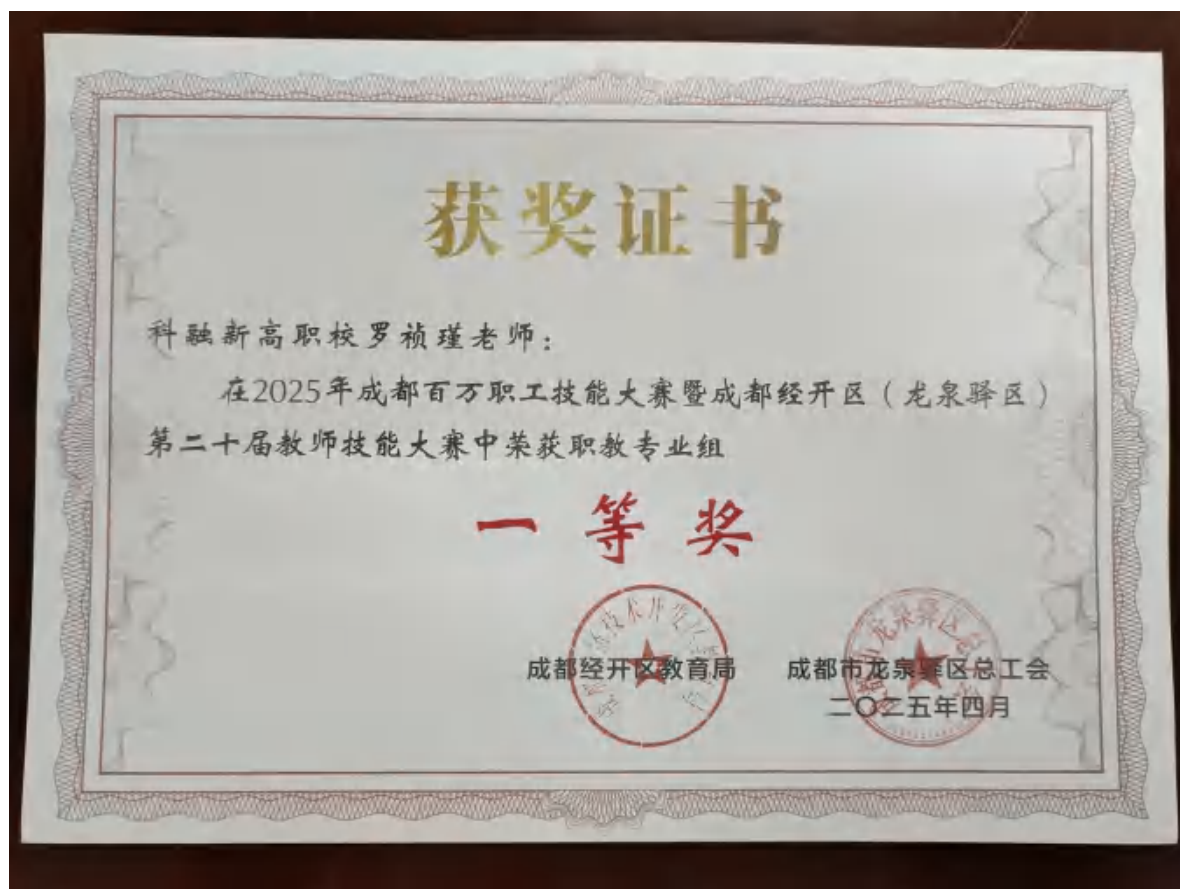 获奖证书
科融新高职校罗祯瑾老师：
在2025年成都百万职工技能大赛暨成都经开区（龙泉驿区）
第二十届教师技能大赛中荣获职教专业组
一等奖
成都经开区教育局 成都市龙泉驿区总工会
二〇二五年四月